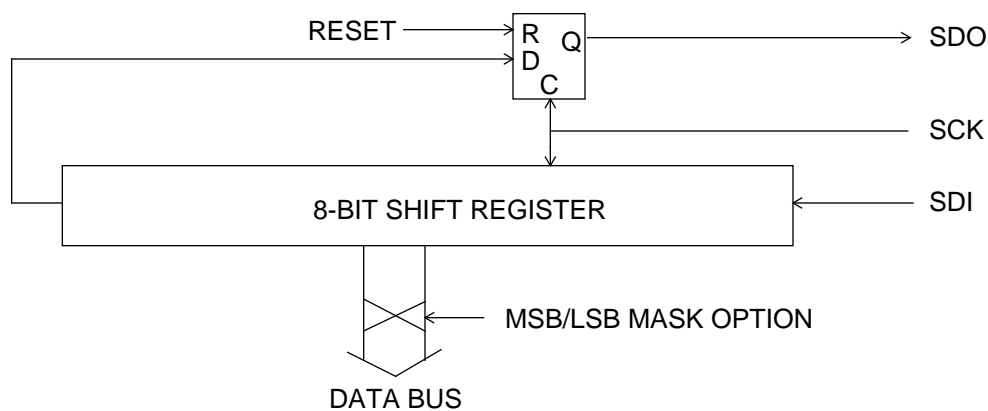 RESET
R
Q
SDO
D
C
SCK
8-BIT SHIFT REGISTER
SDI
MSB/LSB MASK OPTION
DATA BUS